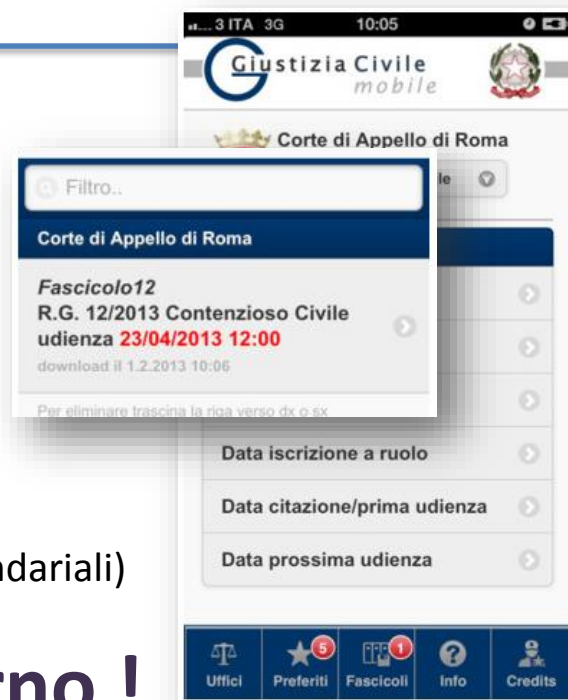 3 ITA 3G 10:05
Giustizia Civile
mobile
Corte di Appello di Roma
Filtro..
Corte di Appello di Roma
Fascicolo12
R.G. 12/2013 Contenzioso Civile
udienza 23/04/2013 12:00
download il 1.2.2013 10:06
Per eliminare trascina la riga verso dx o sx
Data iscrizione a ruolo
Data citazione/prima udienza
Data prossima udienza
5
1
Uffici Preferiti Fascicoli Info Credits